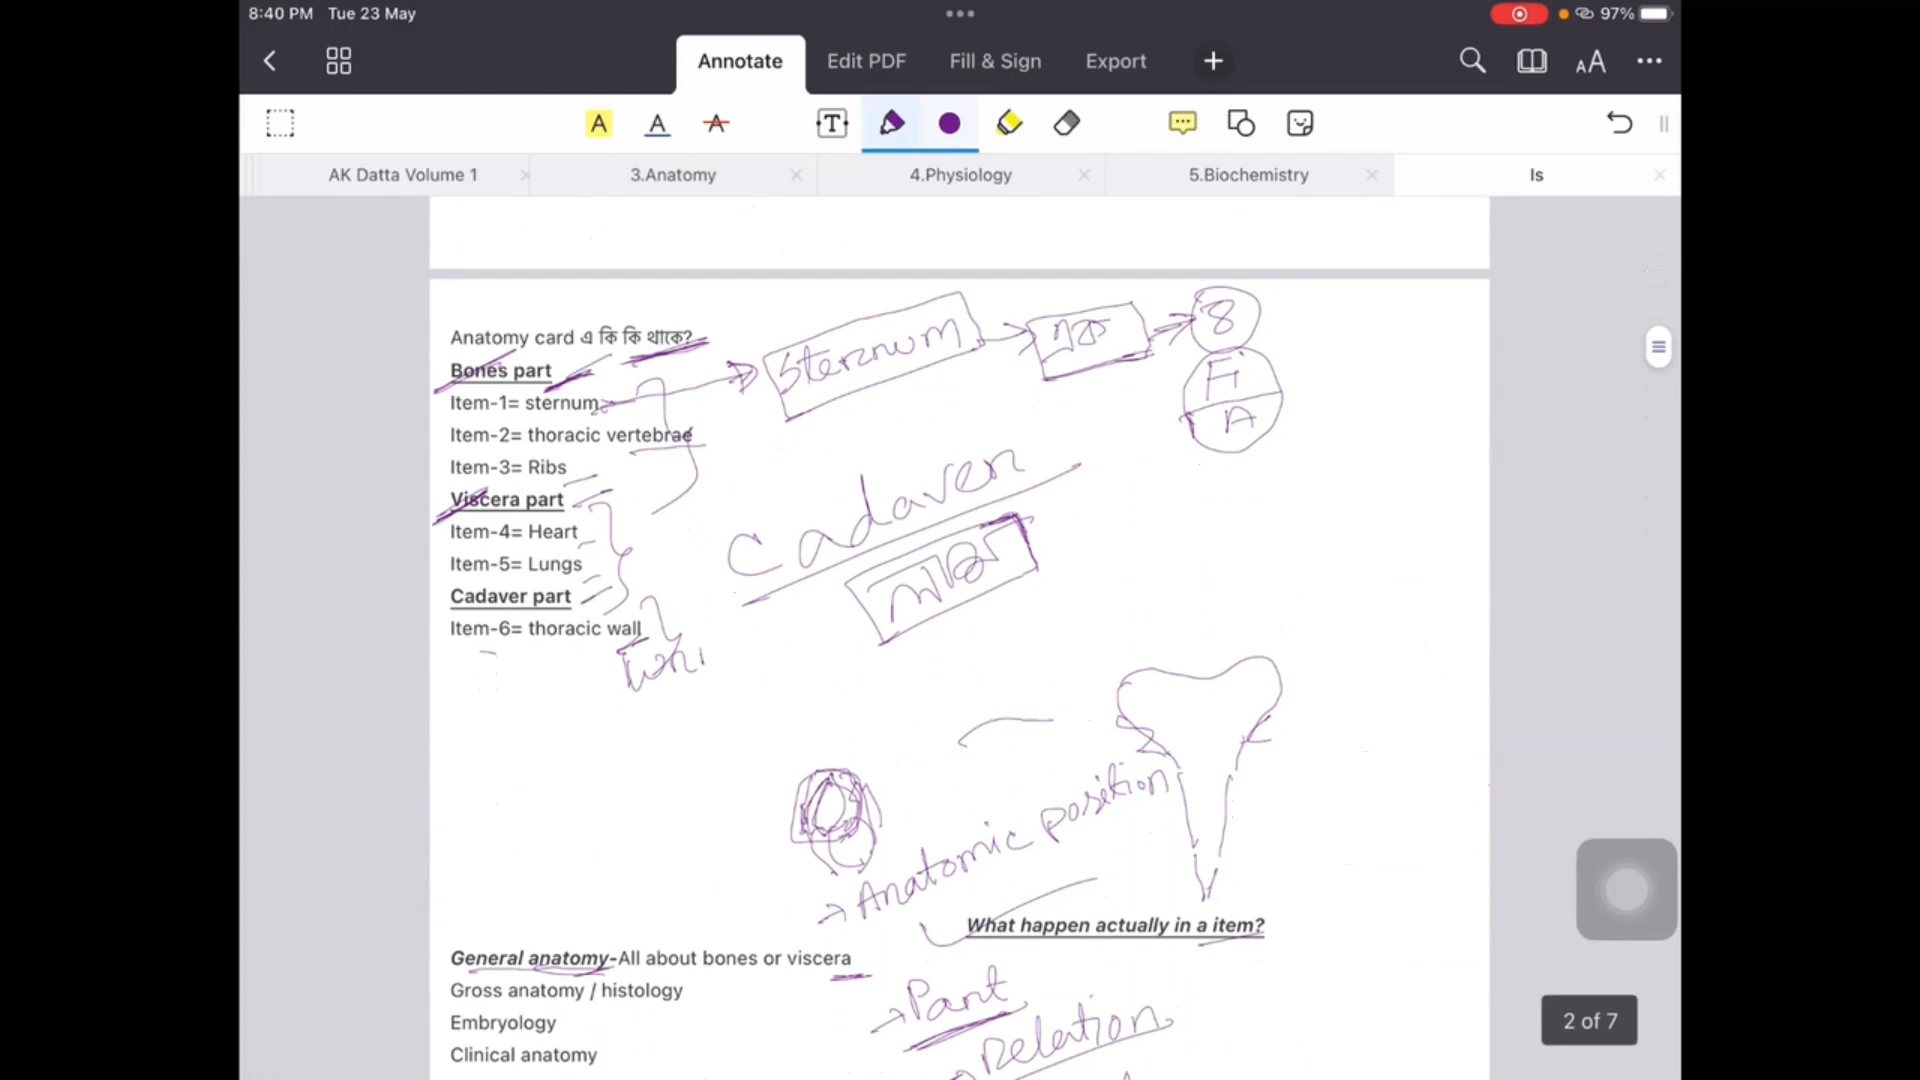 8:40 PM Tue 23 May
97%
Annotate Edit PDF Fill & Sign Export
AK Datta Volume 1 3.Anatomy 4.Physiology 5.Biochemistry Is
Anatomy card এ কি কি থাকে?
Bones part
Item-1= sternum
Item-2= thoracic vertebrae
Item-3= Ribs
Viscera part
Item-4= Heart
Item-5= Lungs
Cadaver part
Item-6= thoracic wall
Sternum
8
Fi
A
Cadaver
Anatomic position
What happen actually in a item?
General anatomy-All about bones or viscera
Gross anatomy / histology
Embryology
Clinical anatomy
Part
Relation
2 of 7